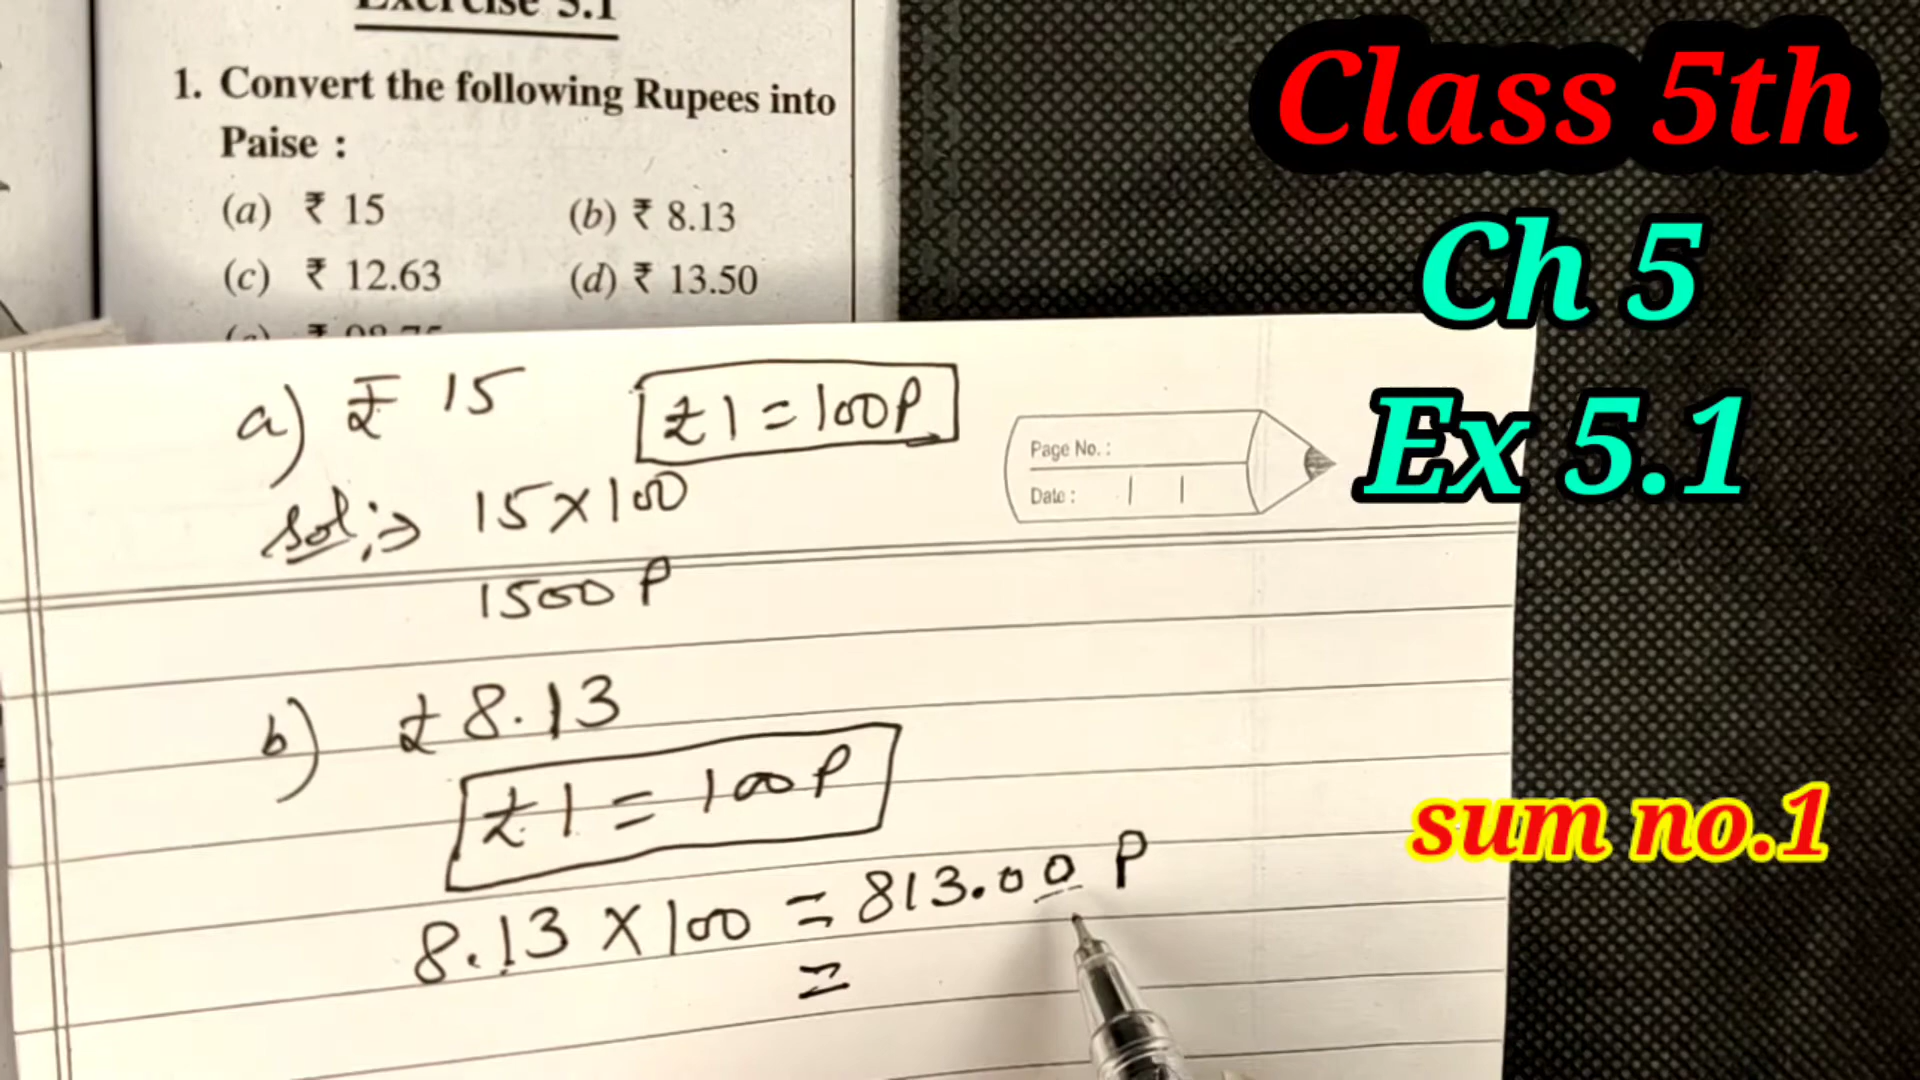 Exercise 5.1
1. Convert the following Rupees into
Paise :
(a) ₹ 15 (b) ₹ 8.13
(c) ₹ 12.63 (d) ₹ 13.50
Class 5th
Ch 5
Ex 5.1
sum no.1
a) ₹ 15
₹1 = 100P
Page No. :
Date :
Sol:→ 15 × 100
1500 P
b) ₹ 8.13
₹1 = 100P
8.13 × 100 = 813.00 P
=